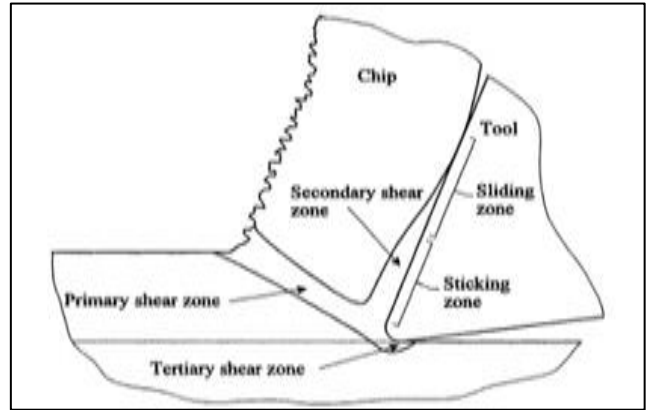 Chip
Tool
Secondary shear
zone
Sliding
zone
Primary shear zone
Sticking
zone
Tertiary shear zone